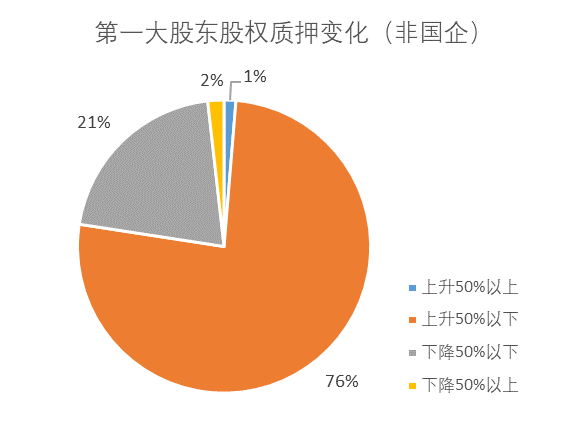 第一大股东股权质押变化（非国企）
2%
1%
21%
76%
上升50%以上
上升50%以下
下降50%以下
下降50%以上